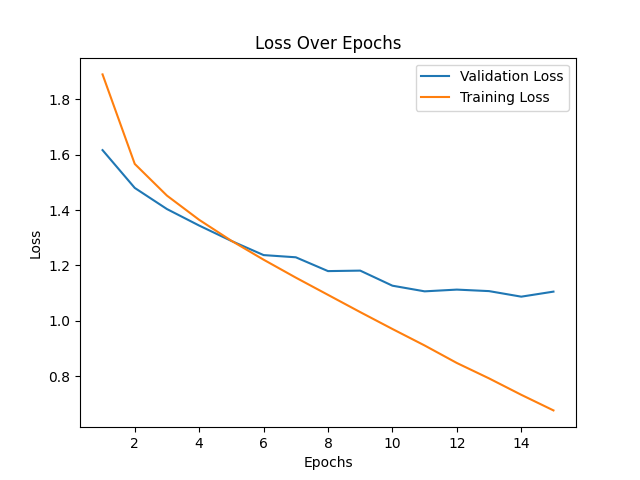 Loss Over Epochs
Validation Loss
Training Loss
1.8
1.6
1.4
1.2
1.0
0.8
Loss
2 4 6 8 10 12 14
Epochs